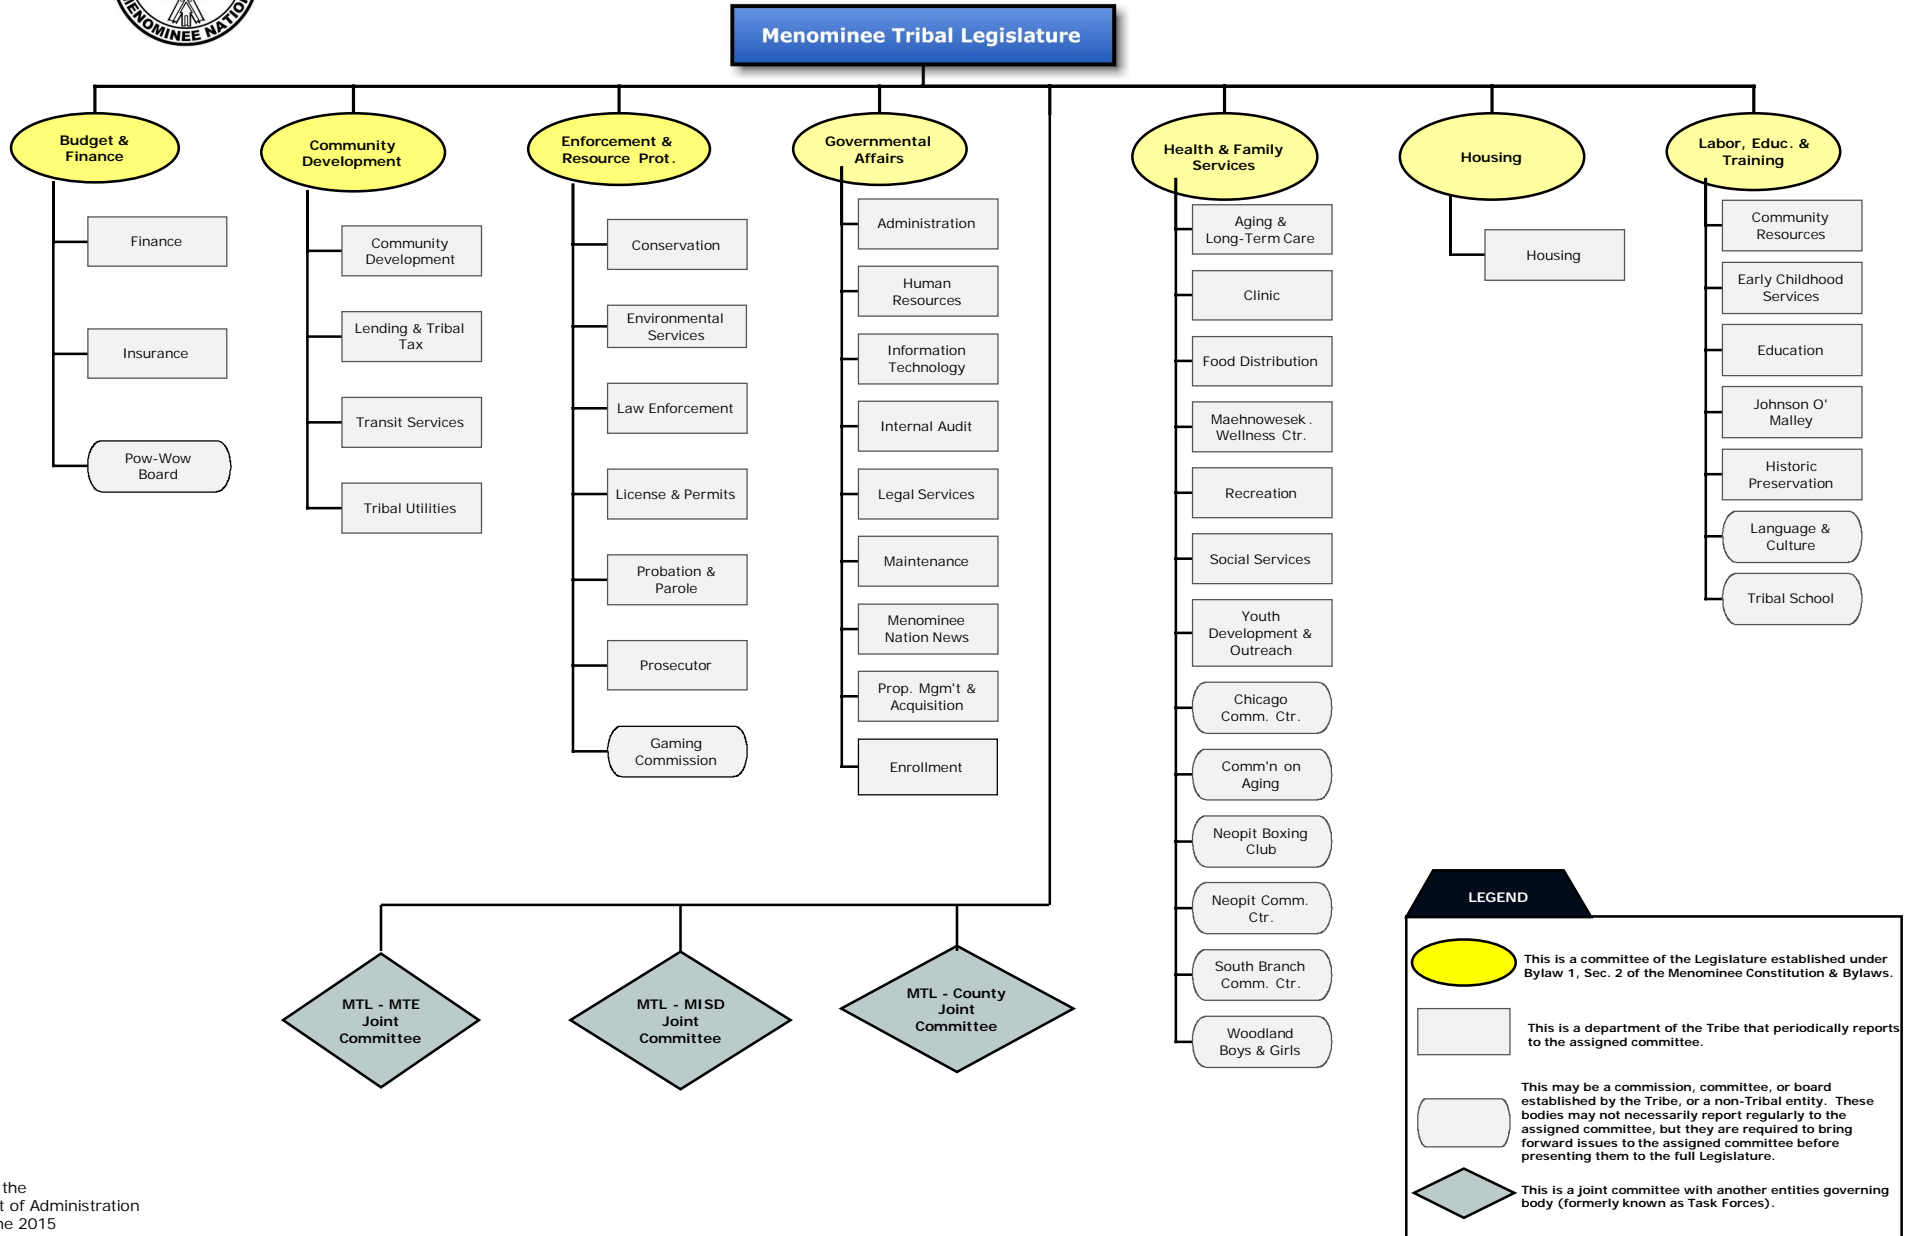 MENOMINEE NATION
Menominee Tribal Legislature
Budget &
Finance
Finance
Insurance
Pow-Wow
Board
Community
Development
Community
Development
Lending & Tribal
Tax
Transit Services
Tribal Utilities
Enforcement &
Resource Prot.
Conservation
Environmental
Services
Law Enforcement
License & Permits
Probation &
Parole
Prosecutor
Gaming
Commission
Governmental
Affairs
Administration
Human
Resources
Information
Technology
Internal Audit
Legal Services
Maintenance
Menominee
Nation News
Prop. Mgm't &
Acquisition
Enrollment
Health & Family
Services
Aging &
Long-Term Care
Clinic
Food Distribution
Maehnowesek.
Wellness Ctr.
Recreation
Social Services
Youth
Development &
Outreach
Chicago
Comm. Ctr.
Comm'n on
Aging
Neopit Boxing
Club
Neopit Comm.
Ctr.
South Branch
Comm. Ctr.
Woodland
Boys & Girls
Housing
Housing
Labor, Educ. &
Training
Community
Resources
Early Childhood
Services
Education
Johnson O'
Malley
Historic
Preservation
Language &
Culture
Tribal School
MTL - MTE
Joint
Committee
MTL - MISD
Joint
Committee
MTL - County
Joint
Committee
LEGEND
This is a committee of the Legislature established under
Bylaw 1, Sec. 2 of the Menominee Constitution & Bylaws.
This is a department of the Tribe that periodically reports
to the assigned committee.
This may be a commission, committee, or board
established by the Tribe, or a non-Tribal entity. These
bodies may not necessarily report regularly to the
assigned committee, but they are required to bring
forward issues to the assigned committee before
presenting them to the full Legislature.
This is a joint committee with another entities governing
body (formerly known as Task Forces).
the
t of Administration
ne 2015